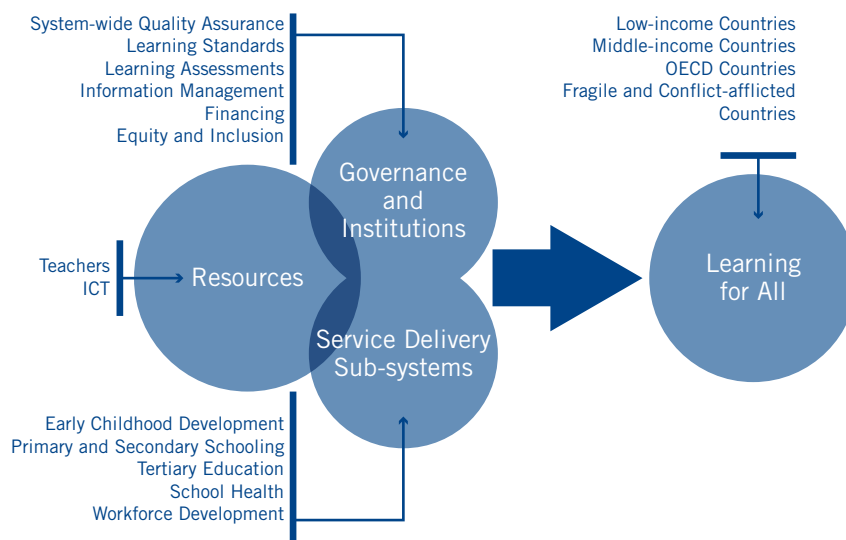 System-wide Quality Assurance
Learning Standards
Learning Assessments
Information Management
Financing
Equity and Inclusion
Low-income Countries
Middle-income Countries
OECD Countries
Fragile and Conflict-afflicted
Countries
Governance
and
Institutions
Teachers
ICT
Resources
Learning
for All
Service Delivery
Sub-systems
Early Childhood Development
Primary and Secondary Schooling
Tertiary Education
School Health
Workforce Development